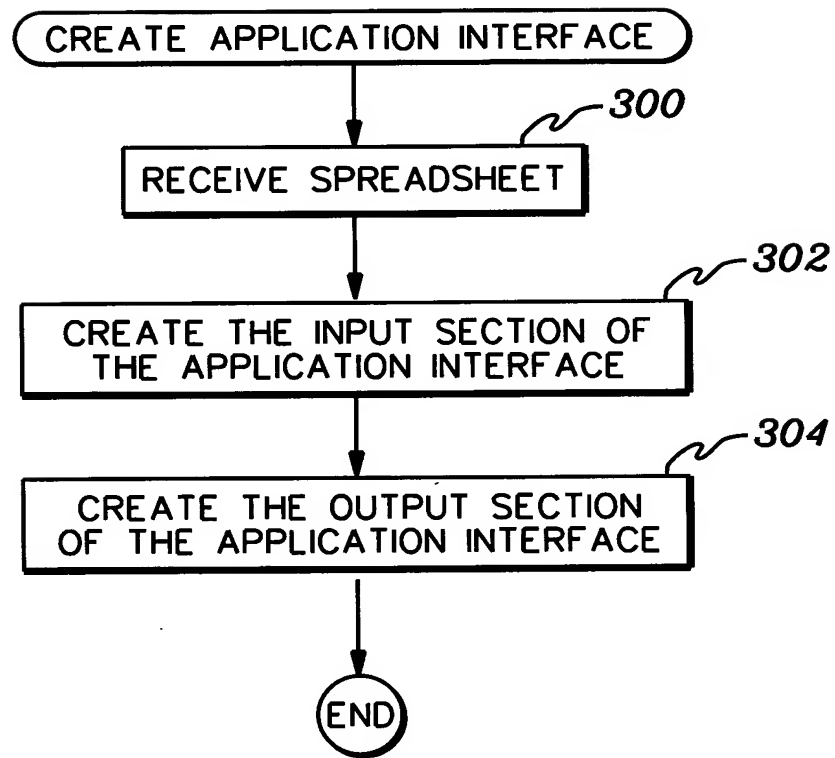 CREATE APPLICATION INTERFACE
300
RECEIVE SPREADSHEET
302
CREATE THE INPUT SECTION OF
THE APPLICATION INTERFACE
304
CREATE THE OUTPUT SECTION
OF THE APPLICATION INTERFACE
END